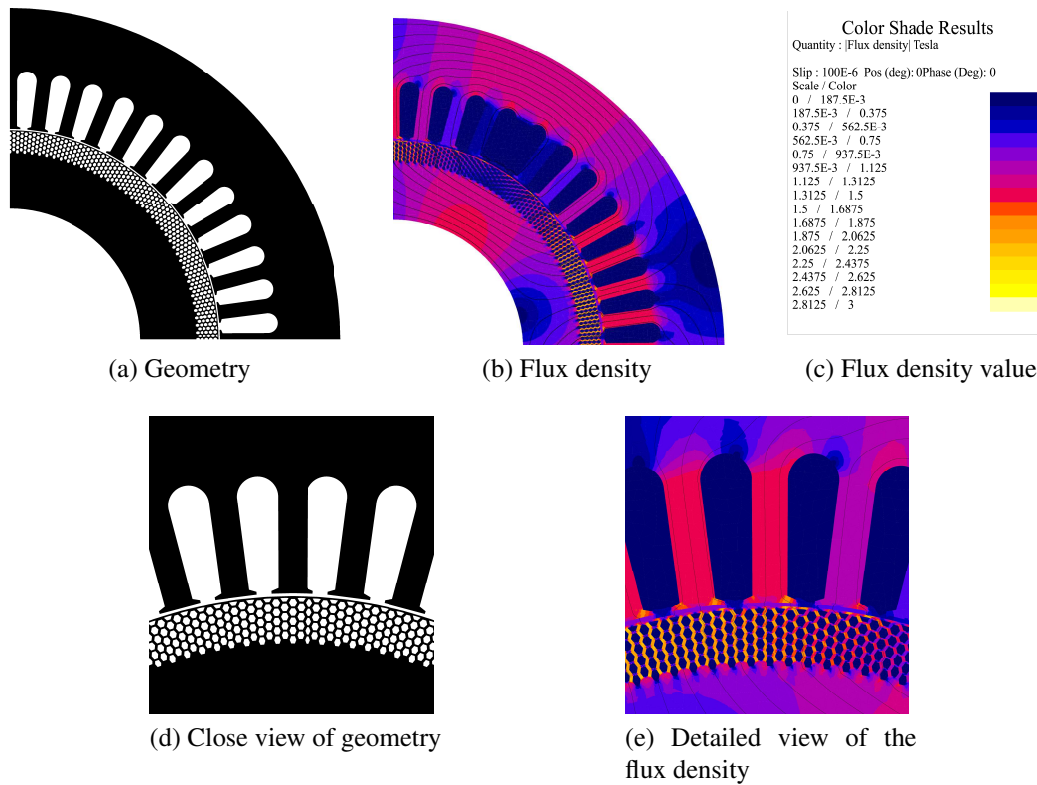 Color Shade Results
Quantity : |Flux density| Tesla
Slip : 100E-6 Pos (deg): 0Phase (Deg): 0
Scale / Color
0 / 187.5E-3
187.5E-3 / 0.375
0.375 / 562.5E-3
562.5E-3 / 0.75
0.75 / 937.5E-3
937.5E-3 / 1.125
1.125 / 1.3125
1.3125 / 1.5
1.5 / 1.6875
1.6875 / 1.875
1.875 / 2.0625
2.0625 / 2.25
2.25 / 2.4375
2.4375 / 2.625
2.625 / 2.8125
2.8125 / 3
(a) Geometry
(b) Flux density
(c) Flux density value
(d) Close view of geometry
(e) Detailed view of the
flux density